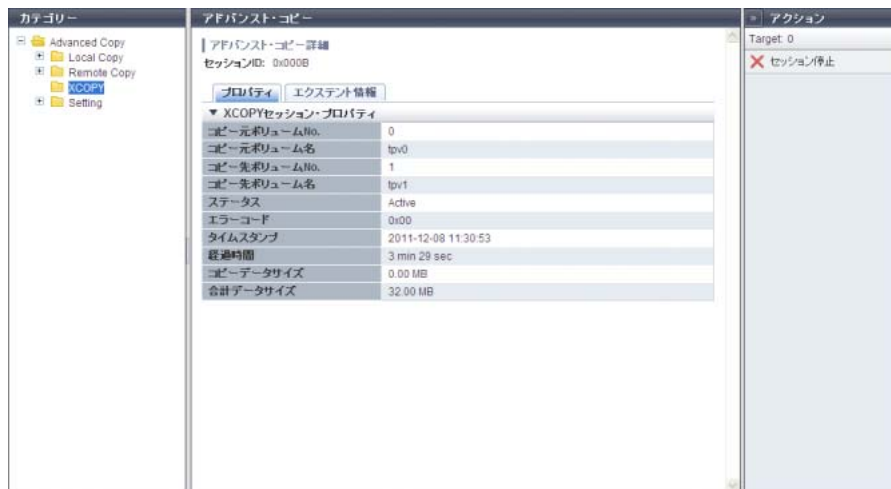 カテゴリー
Advanced Copy
Local Copy
Remote Copy
XCOPY
Setting
アドバンスト・コピー
アドバンスト・コピー詳細
セッションID: 0x000B
プロパティ エクステント情報
▼ XCOPYセッション・プロパティ
コピー元ボリュームNo. 0
コピー元ボリューム名 tpv0
コピー先ボリュームNo. 1
コピー先ボリューム名 tpv1
ステータス Active
エラーコード 0x00
タイムスタンプ 2011-12-08 11:30:53
経過時間 3 min 29 sec
コピーデータサイズ 0.00 MB
合計データサイズ 32.00 MB
» アクション
Target: 0
セッション停止